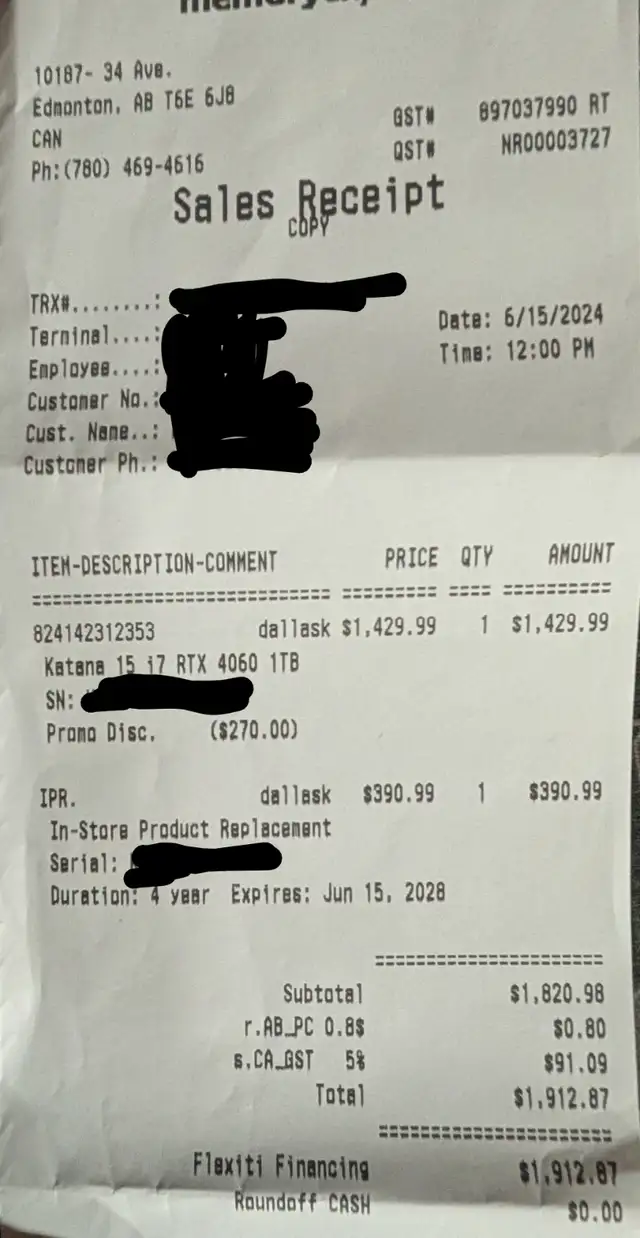 10187- 34 Ave.
Edmonton, AB T6E 6J8
CAN
Ph:(780) 469-4616
GST# 897037990 RT
QST# NR00003727
Sales Receipt
COPY
TRX#........:
Terminal....:
Employee....:
Customer No.:
Cust. Name..:
Customer Ph.:
Date: 6/15/2024
Time: 12:00 PM
ITEM-DESCRIPTION-COMMENT PRICE QTY AMOUNT
824142312353 dallask $1,429.99 1 $1,429.99
Katana 15 i7 RTX 4060 1TB
SN:
Promo Disc. ($270.00)
IPR. dallask $390.99 1 $390.99
In-Store Product Replacement
Serial:
Duration: 4 year Expires: Jun 15, 2028
Subtotal $1,820.98
r.AB_PC 0.8$ $0.80
s.CA_GST 5% $91.09
Total $1,912.87
Flexiti Financing $1,912.87
Roundoff CASH $0.00